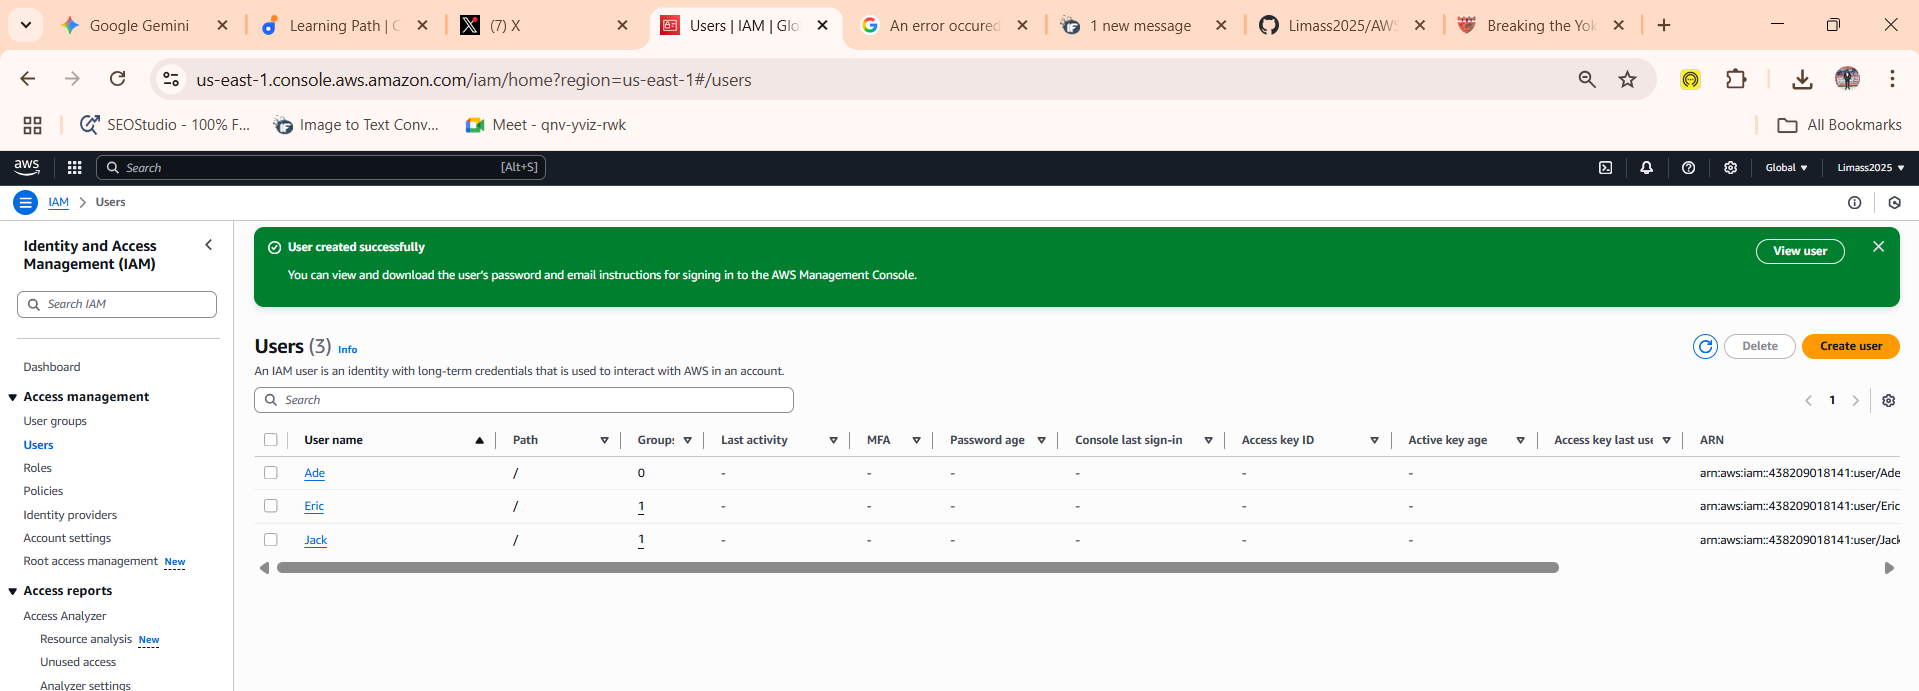 Google Gemini
Learning Path | C
(7) X
Users | IAM | Glo
An error occured
1 new message
Limass2025/AWS
Breaking the Yok
us-east-1.console.aws.amazon.com/iam/home?region=us-east-1#/users
SEOStudio - 100% F...
Image to Text Conv...
Meet - qnv-yviz-rwk
All Bookmarks
aws
Search
[Alt+S]
Global
Limass2025
IAM
Users
Identity and Access
Management (IAM)
Search IAM
Dashboard
Access management
User groups
Users
Roles
Policies
Identity providers
Account settings
Root access management New
Access reports
Access Analyzer
Resource analysis New
Unused access
Analyzer settings
User created successfully
You can view and download the user's password and email instructions for signing in to the AWS Management Console.
View user
Users (3) Info
An IAM user is an identity with long-term credentials that is used to interact with AWS in an account.
Delete
Create user
Search
1
User name Path Groups Last activity MFA Password age Console last sign-in Access key ID Active key age Access key last use ARN
Ade / 0 - - - - - - arn:aws:iam::438209018141:user/Ade
Eric / 1 - - - - - - arn:aws:iam::438209018141:user/Eric
Jack / 1 - - - - - - arn:aws:iam::438209018141:user/Jack